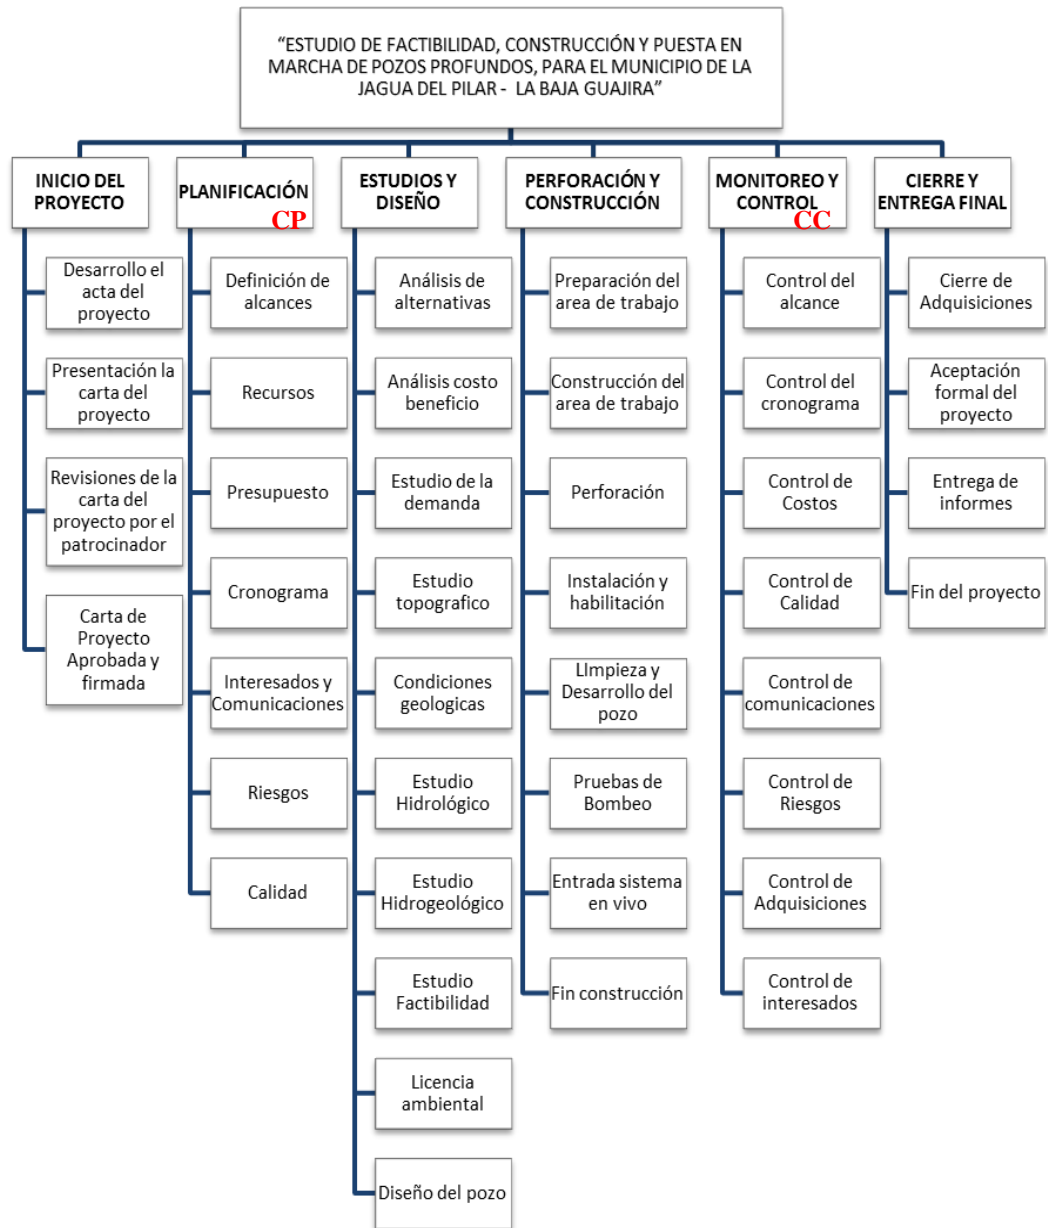 “ESTUDIO DE FACTIBILIDAD, CONSTRUCCIÓN Y PUESTA EN
MARCHA DE POZOS PROFUNDOS, PARA EL MUNICIPIO DE LA
JAGUA DEL PILAR - LA BAJA GUAJIRA”
INICIO DEL
PROYECTO
Desarrollo el
acta del
proyecto
Presentación la
carta del
proyecto
Revisiones de la
carta del
proyecto por el
patrocinador
Carta de
Proyecto
Aprobada y
firmada
PLANIFICACIÓN
CP
Definición de
alcances
Recursos
Presupuesto
Cronograma
Interesados y
Comunicaciones
Riesgos
Calidad
ESTUDIOS Y
DISEÑO
Análisis de
alternativas
Análisis costo
beneficio
Estudio de la
demanda
Estudio
topografico
Condiciones
geologicas
Estudio
Hidrológico
Estudio
Hidrogeológico
Estudio
Factibilidad
Licencia
ambiental
Diseño del pozo
PERFORACIÓN Y
CONSTRUCCIÓN
Preparación del
area de trabajo
Construcción del
area de trabajo
Perforación
Instalación y
habilitación
LImpieza y
Desarrollo del
pozo
Pruebas de
Bombeo
Entrada sistema
en vivo
Fin construcción
MONITOREO Y
CONTROL
CC
Control del
alcance
Control del
cronograma
Control de
Costos
Control de
Calidad
Control de
comunicaciones
Control de
Riesgos
Control de
Adquisiciones
Control de
interesados
CIERRE Y
ENTREGA FINAL
Cierre de
Adquisiciones
Aceptación
formal del
proyecto
Entrega de
informes
Fin del proyecto